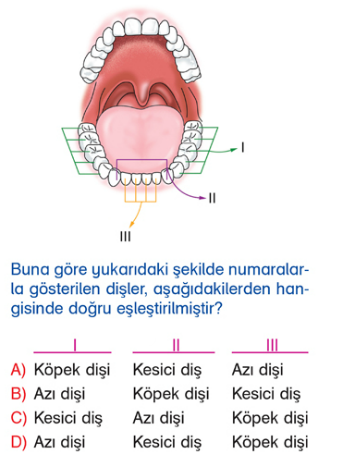 I
II
III
Buna göre yukarıdaki şekilde numaralar-
la gösterilen dişler, aşağıdakilerden han-
gisinde doğru eşleştirilmiştir?
I II III
A) Köpek dişi Kesici diş Azı dişi
B) Azı dişi Köpek dişi Kesici diş
C) Kesici diş Azı dişi Köpek dişi
D) Azı dişi Kesici diş Köpek dişi